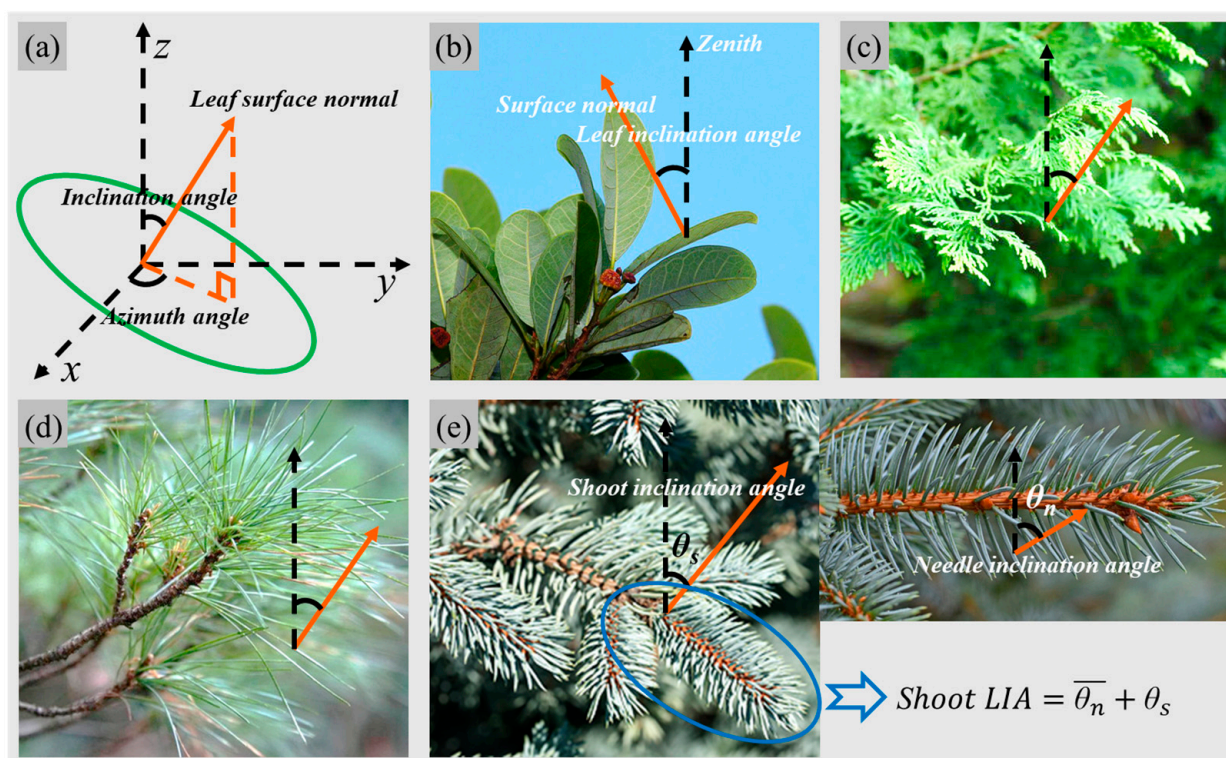 (a)
z
Leaf surface normal
Inclination angle
y
Azimuth angle
x
(b)
Zenith
Surface normal
Leaf inclination angle
(c)
(d)
(e)
Shoot inclination angle
θs
θn
Needle inclination angle
Shoot LIA = θn̅ + θs